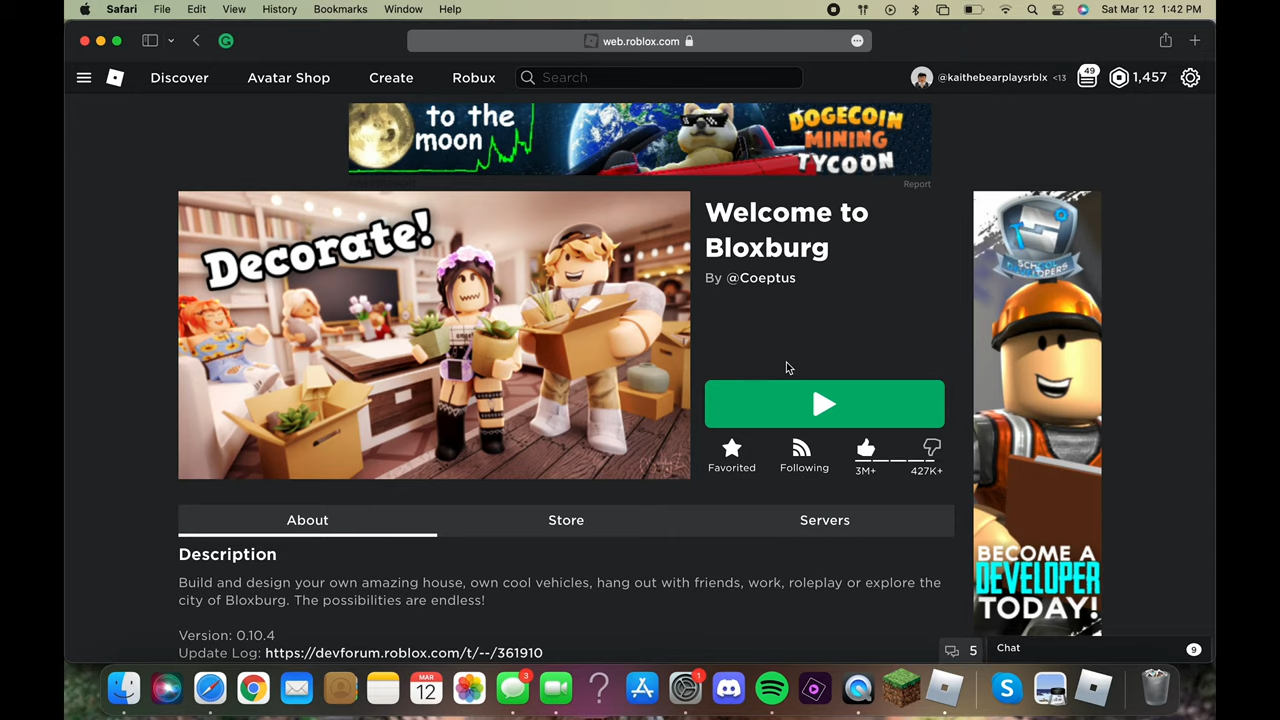 Safari File Edit View History Bookmarks Window Help Sat Mar 12 1:42 PM
web.roblox.com
Discover Avatar Shop Create Robux Search @kaithebearplaysrblx <13 49 1,457
to the
moon
DOGECOIN
MINING
TYCOON
Report
Decorate!
Welcome to
Bloxburg
By @Coeptus
Favorited Following 3M+ 427K+
About Store Servers
Description
Build and design your own amazing house, own cool vehicles, hang out with friends, work, roleplay or explore the
city of Bloxburg. The possibilities are endless!
Version: 0.10.4
Update Log: https://devforum.roblox.com/t/--/361910
BECOME A
DEVELOPER
TODAY!
5 Chat 9
MAR
12
3
1